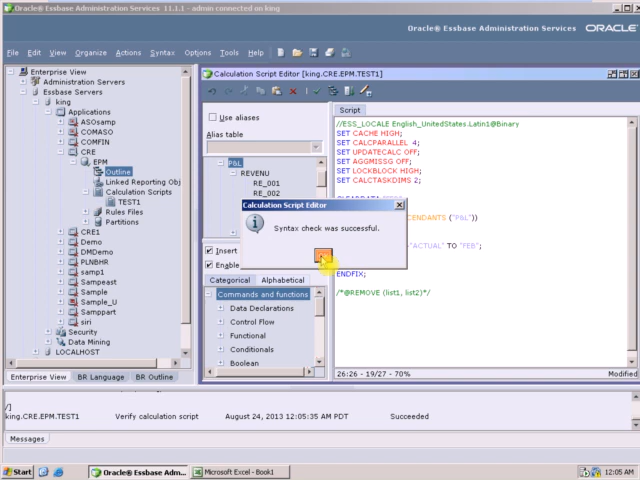 Oracle® Essbase Administration Services 11.1.1 - admin connected on king
Oracle® Essbase Administration Services ORACLE
File Edit View Organize Actions Syntax Options Tools Help
Enterprise View
Administration Servers
Essbase Servers
king
Applications
ASOsamp
COMASO
COMFIN
CRE
EPM
Outline
Linked Reporting Obj
Calculation Scripts
TEST1
Rules Files
Partitions
CRE1
Demo
DMDemo
PLNBHR
samp1
Sampeast
Sample
Sample_U
Samppart
siri
Security
Data Mining
LOCALHOST
Enterprise View BR Language BR Outline
Calculation Script Editor [king.CRE.EPM.TEST1]
Use aliases
Alias table
P&L
REVENU
RE_001
RE_002
Insert
Enable
Categorical Alphabetical
Commands and functions
Data Declarations
Control Flow
Functional
Conditionals
Boolean
Script
//ESS_LOCALE English_UnitedStates.Latin1@Binary
SET CACHE HIGH;
SET CALCPARALLEL 4;
SET UPDATECALC OFF;
SET AGGMISSG OFF;
SET LOCKBLOCK HIGH;
SET CALCTASKDIMS 2;
CENDANTS ("P&L"))
"ACTUAL" TO "FEB";
ENDFIX;
/*@REMOVE (list1, list2)*/
26:26 - 19/27 - 70% Modified
Calculation Script Editor
Syntax check was successful.
/]
king.CRE.EPM.TEST1 Verify calculation script August 24, 2013 12:05:35 AM PDT Succeeded
Messages
Start Oracle® Essbase Adm... Microsoft Excel - Book1 12:05 AM